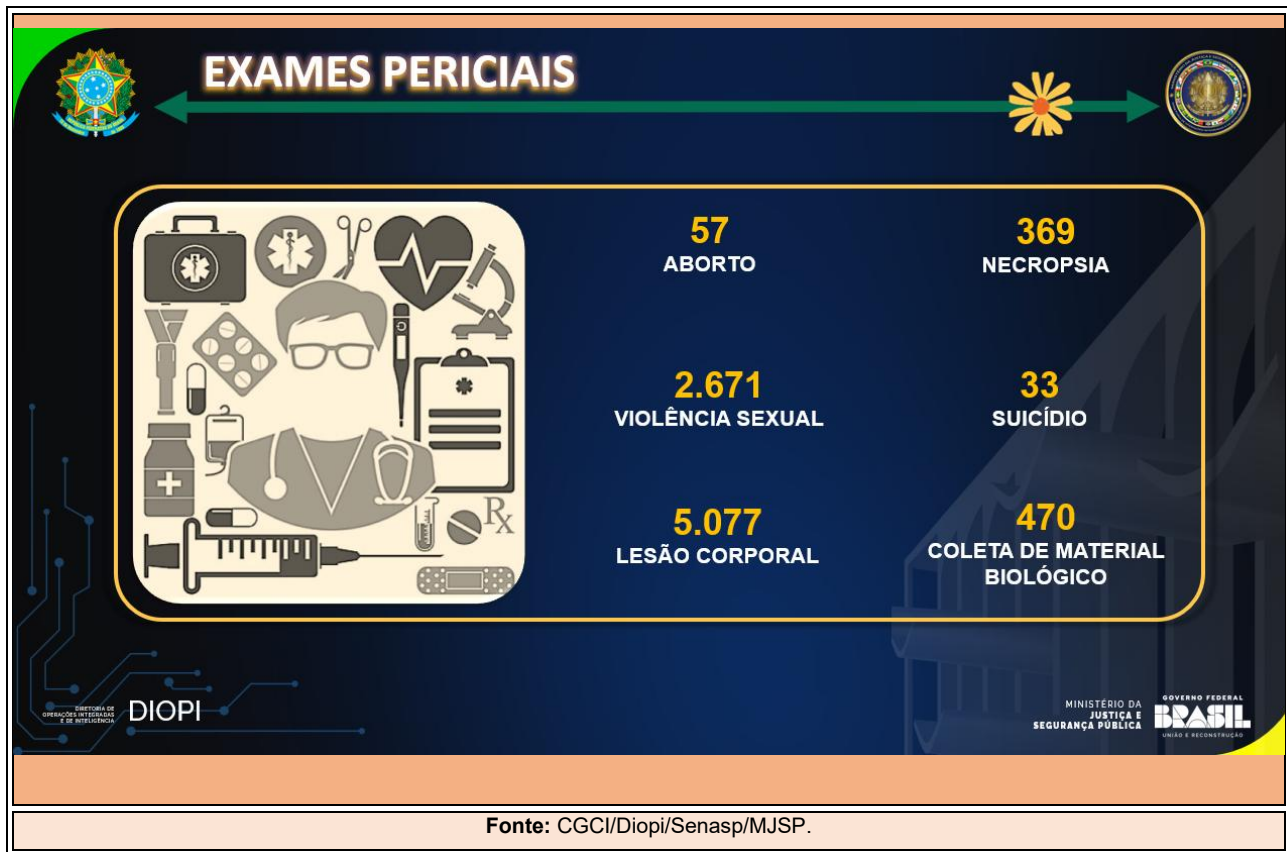 EXAMES PERICIAIS
57
ABORTO
369
NECROPSIA
2.671
VIOLÊNCIA SEXUAL
33
SUICÍDIO
5.077
LESÃO CORPORAL
470
COLETA DE MATERIAL
BIOLÓGICO
Rx
DIRETORIA DE
OPERAÇÕES INTEGRADAS
E DE INTELIGÊNCIA
DIOPI
MINISTÉRIO DA
JUSTIÇA E
SEGURANÇA PÚBLICA
GOVERNO FEDERAL
BRASIL
UNIÃO E RECONSTRUÇÃO
Fonte: CGCI/Diopi/Senasp/MJSP.